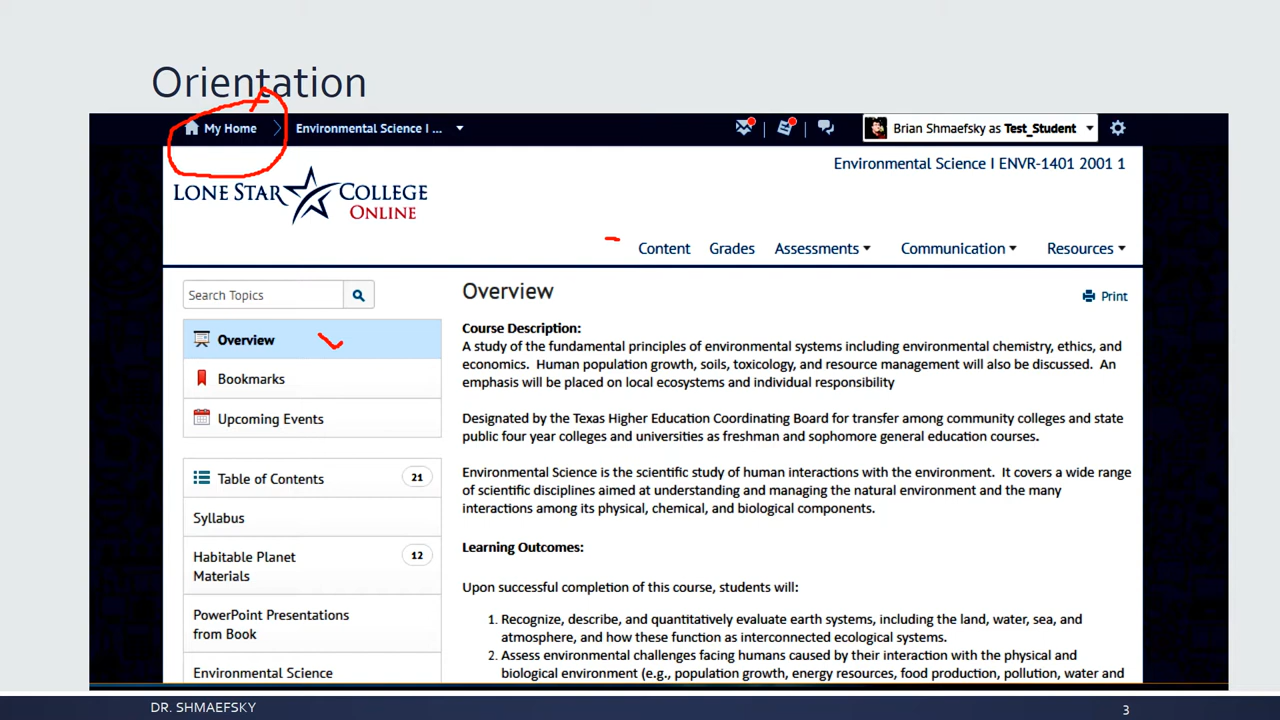 Orientation
My Home
Environmental Science I ...
Brian Shmaefsky as Test_Student
Environmental Science I ENVR-1401 2001 1
LONE STAR COLLEGE
ONLINE
Content
Grades
Assessments
Communication
Resources
Search Topics
Overview
Bookmarks
Upcoming Events
Table of Contents 21
Syllabus
Habitable Planet 12
Materials
PowerPoint Presentations
from Book
Environmental Science
Overview
Print
Course Description:
A study of the fundamental principles of environmental systems including environmental chemistry, ethics, and
economics. Human population growth, soils, toxicology, and resource management will also be discussed. An
emphasis will be placed on local ecosystems and individual responsibility
Designated by the Texas Higher Education Coordinating Board for transfer among community colleges and state
public four year colleges and universities as freshman and sophomore general education courses.
Environmental Science is the scientific study of human interactions with the environment. It covers a wide range
of scientific disciplines aimed at understanding and managing the natural environment and the many
interactions among its physical, chemical, and biological components.
Learning Outcomes:
Upon successful completion of this course, students will:
1. Recognize, describe, and quantitatively evaluate earth systems, including the land, water, sea, and
atmosphere, and how these function as interconnected ecological systems.
2. Assess environmental challenges facing humans caused by their interaction with the physical and
biological environment (e.g., population growth, energy resources, food production, pollution, water and
DR. SHMAEFSKY
3